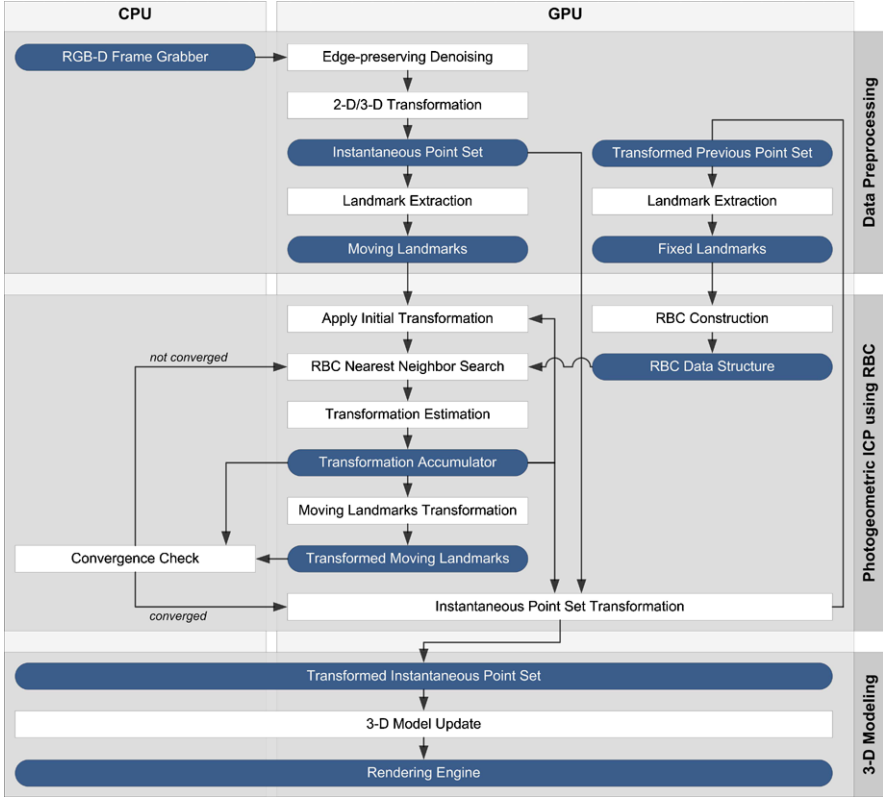 CPU
GPU
RGB-D Frame Grabber
Edge-preserving Denoising
2-D/3-D Transformation
Instantaneous Point Set
Transformed Previous Point Set
Landmark Extraction
Landmark Extraction
Moving Landmarks
Fixed Landmarks
Data Preprocessing
Apply Initial Transformation
RBC Construction
not converged
RBC Nearest Neighbor Search
RBC Data Structure
Transformation Estimation
Transformation Accumulator
Moving Landmarks Transformation
Convergence Check
Transformed Moving Landmarks
converged
Instantaneous Point Set Transformation
Photogeometric ICP using RBC
Transformed Instantaneous Point Set
3-D Model Update
Rendering Engine
3-D Modeling